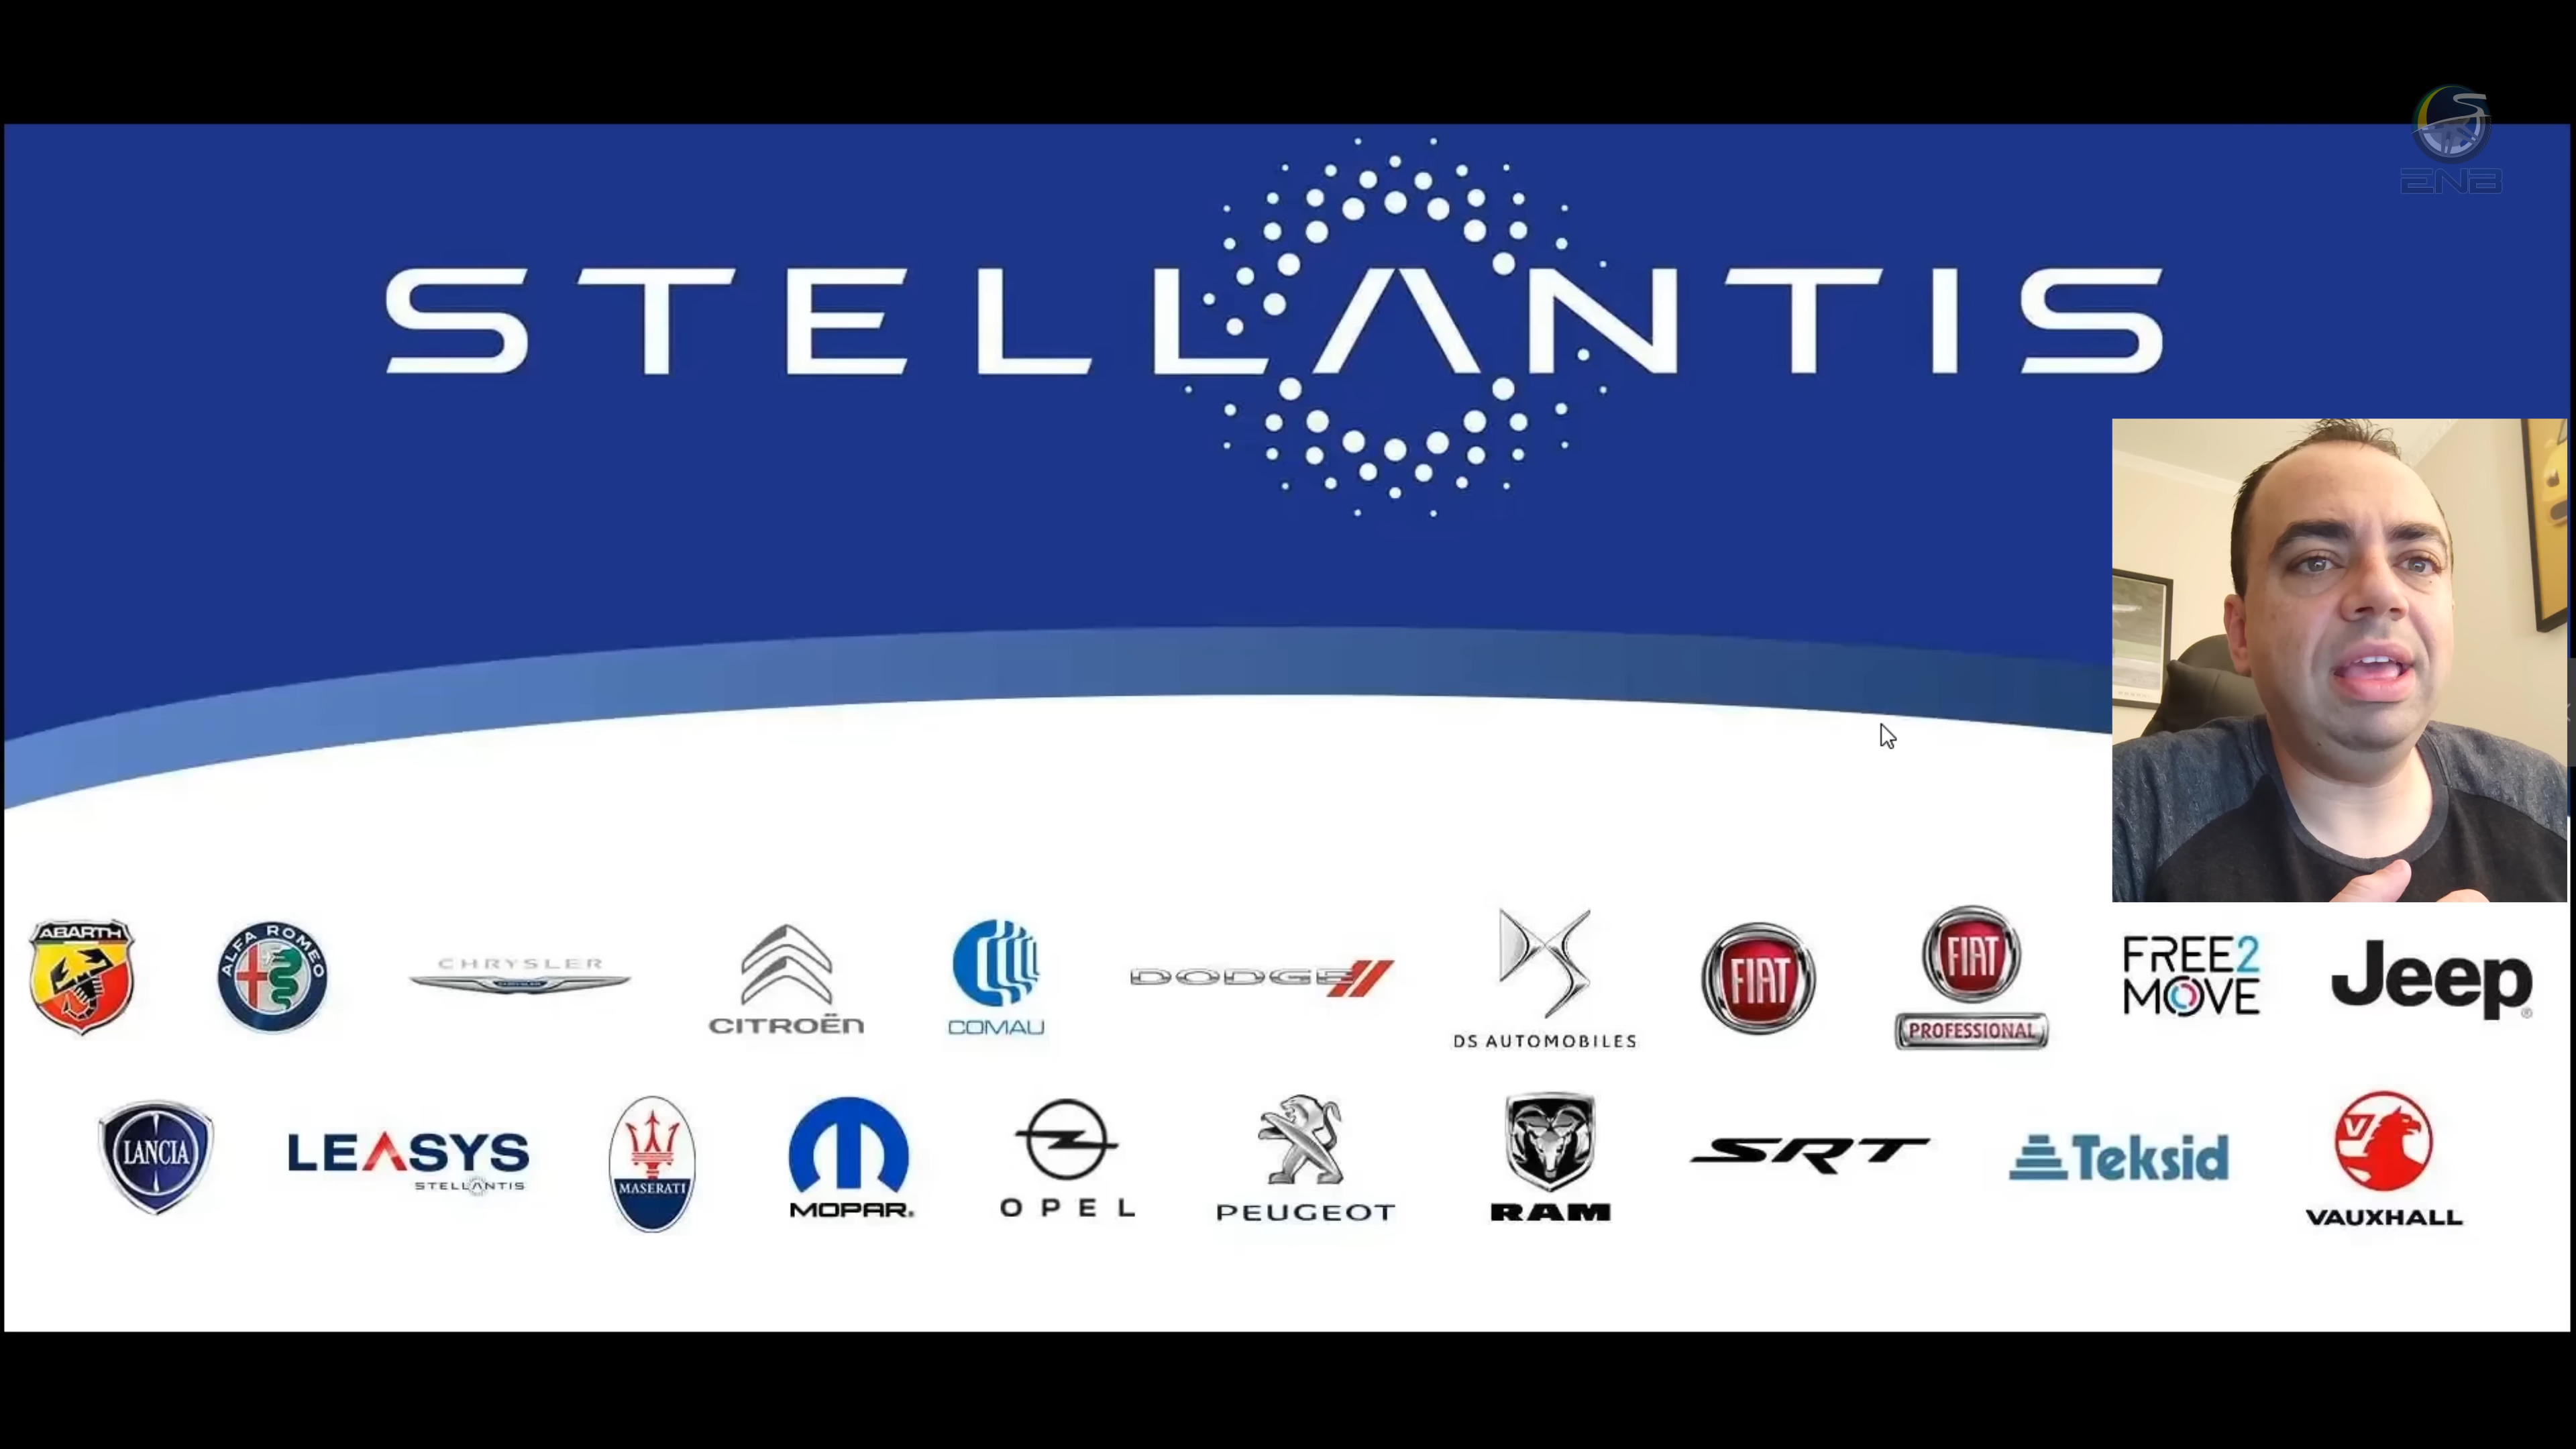 ENB
STELLANTIS
ABARTH
ALFA ROMEO
CHRYSLER
CITROËN
COMAU
DODGE
DS AUTOMOBILES
FIAT
FIAT
PROFESSIONAL
FREE2
MOVE
Jeep®
LANCIA
LEASYS
STELLANTIS
MASERATI
MOPAR®
OPEL
PEUGEOT
RAM
SRT
Teksid
V
VAUXHALL